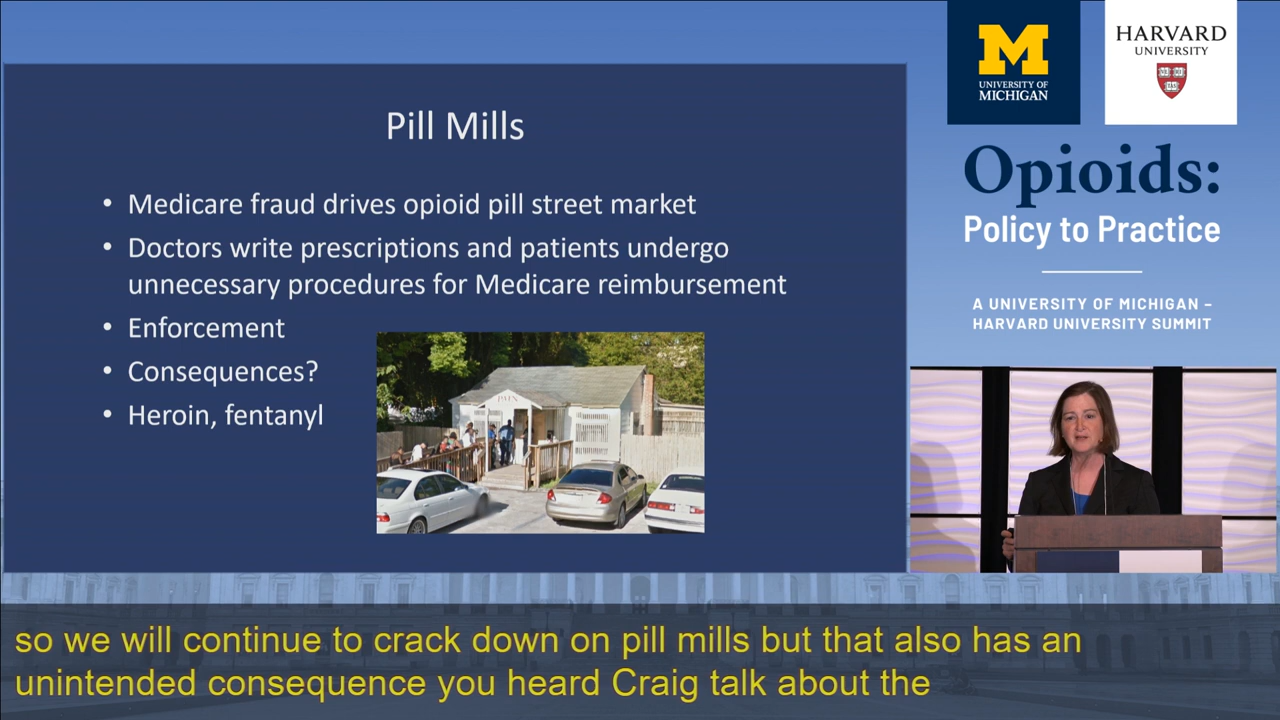 UNIVERSITY OF
MICHIGAN
HARVARD
UNIVERSITY
Opioids:
Policy to Practice
A UNIVERSITY OF MICHIGAN –
HARVARD UNIVERSITY SUMMIT
Pill Mills
• Medicare fraud drives opioid pill street market
• Doctors write prescriptions and patients undergo
unnecessary procedures for Medicare reimbursement
• Enforcement
• Consequences?
• Heroin, fentanyl
PAIN
so we will continue to crack down on pill mills but that also has an
unintended consequence you heard Craig talk about the